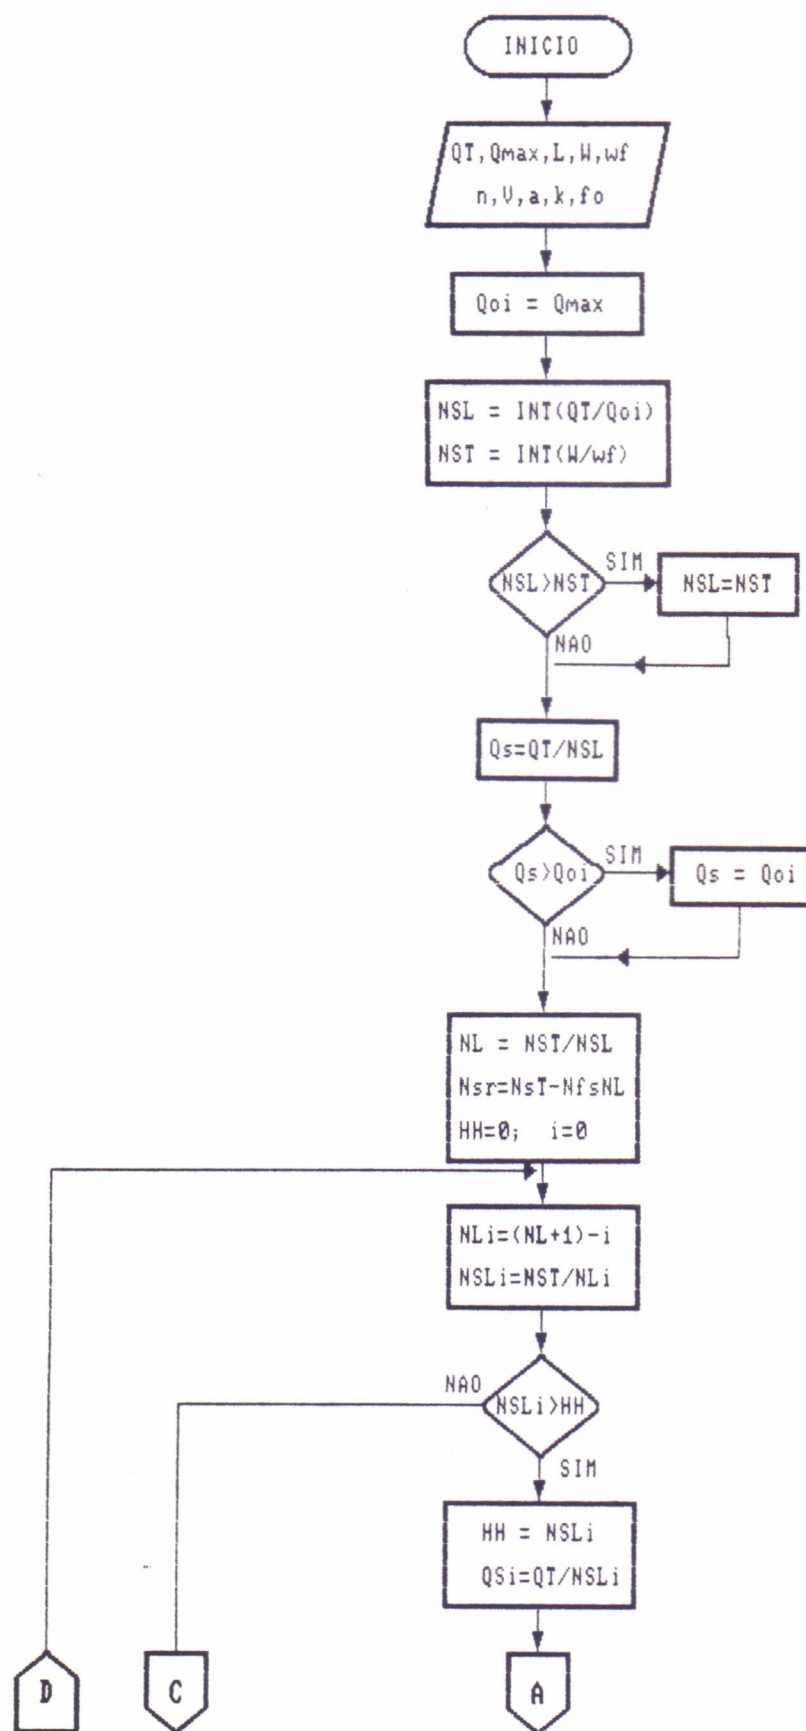 INICIO
QT,Qmax,L,W,wf
n,V,a,k,fo
Qoi = Qmax
NSL = INT(QT/Qoi)
NST = INT(W/wf)
NSL>NST
SIM
NSL=NST
NAO
Qs=QT/NSL
Qs>Qoi
SIM
Qs = Qoi
NAO
NL = NST/NSL
Nsr=NsT-NfsNL
HH=0; i=0
NLi=(NL+1)-i
NSLi=NST/NLi
NAO
NSLi>HH
SIM
HH = NSLi
QSi=QT/NSLi
D
C
A